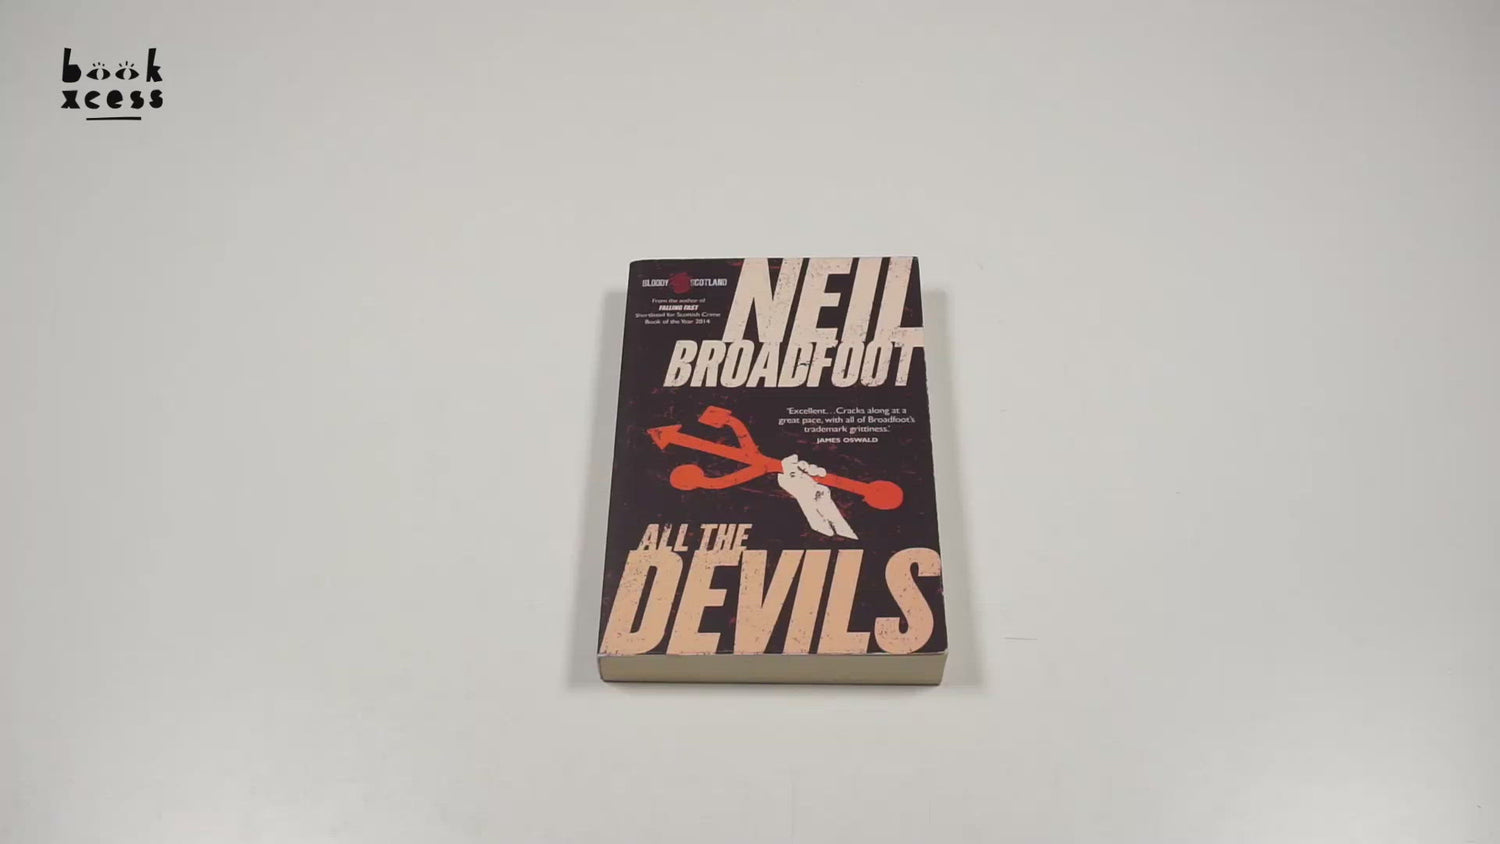 book
xcess
BLOODY SCOTLAND
From the author of
FALLING FAST
Shortlisted for Scottish Crime
Book of the Year 2014
NEIL
BROADFOOT
'Excellent...Cracks along at a
great pace, with all of Broadfoot's
trademark grittiness.'
JAMES OSWALD
ALL THE
DEVILS